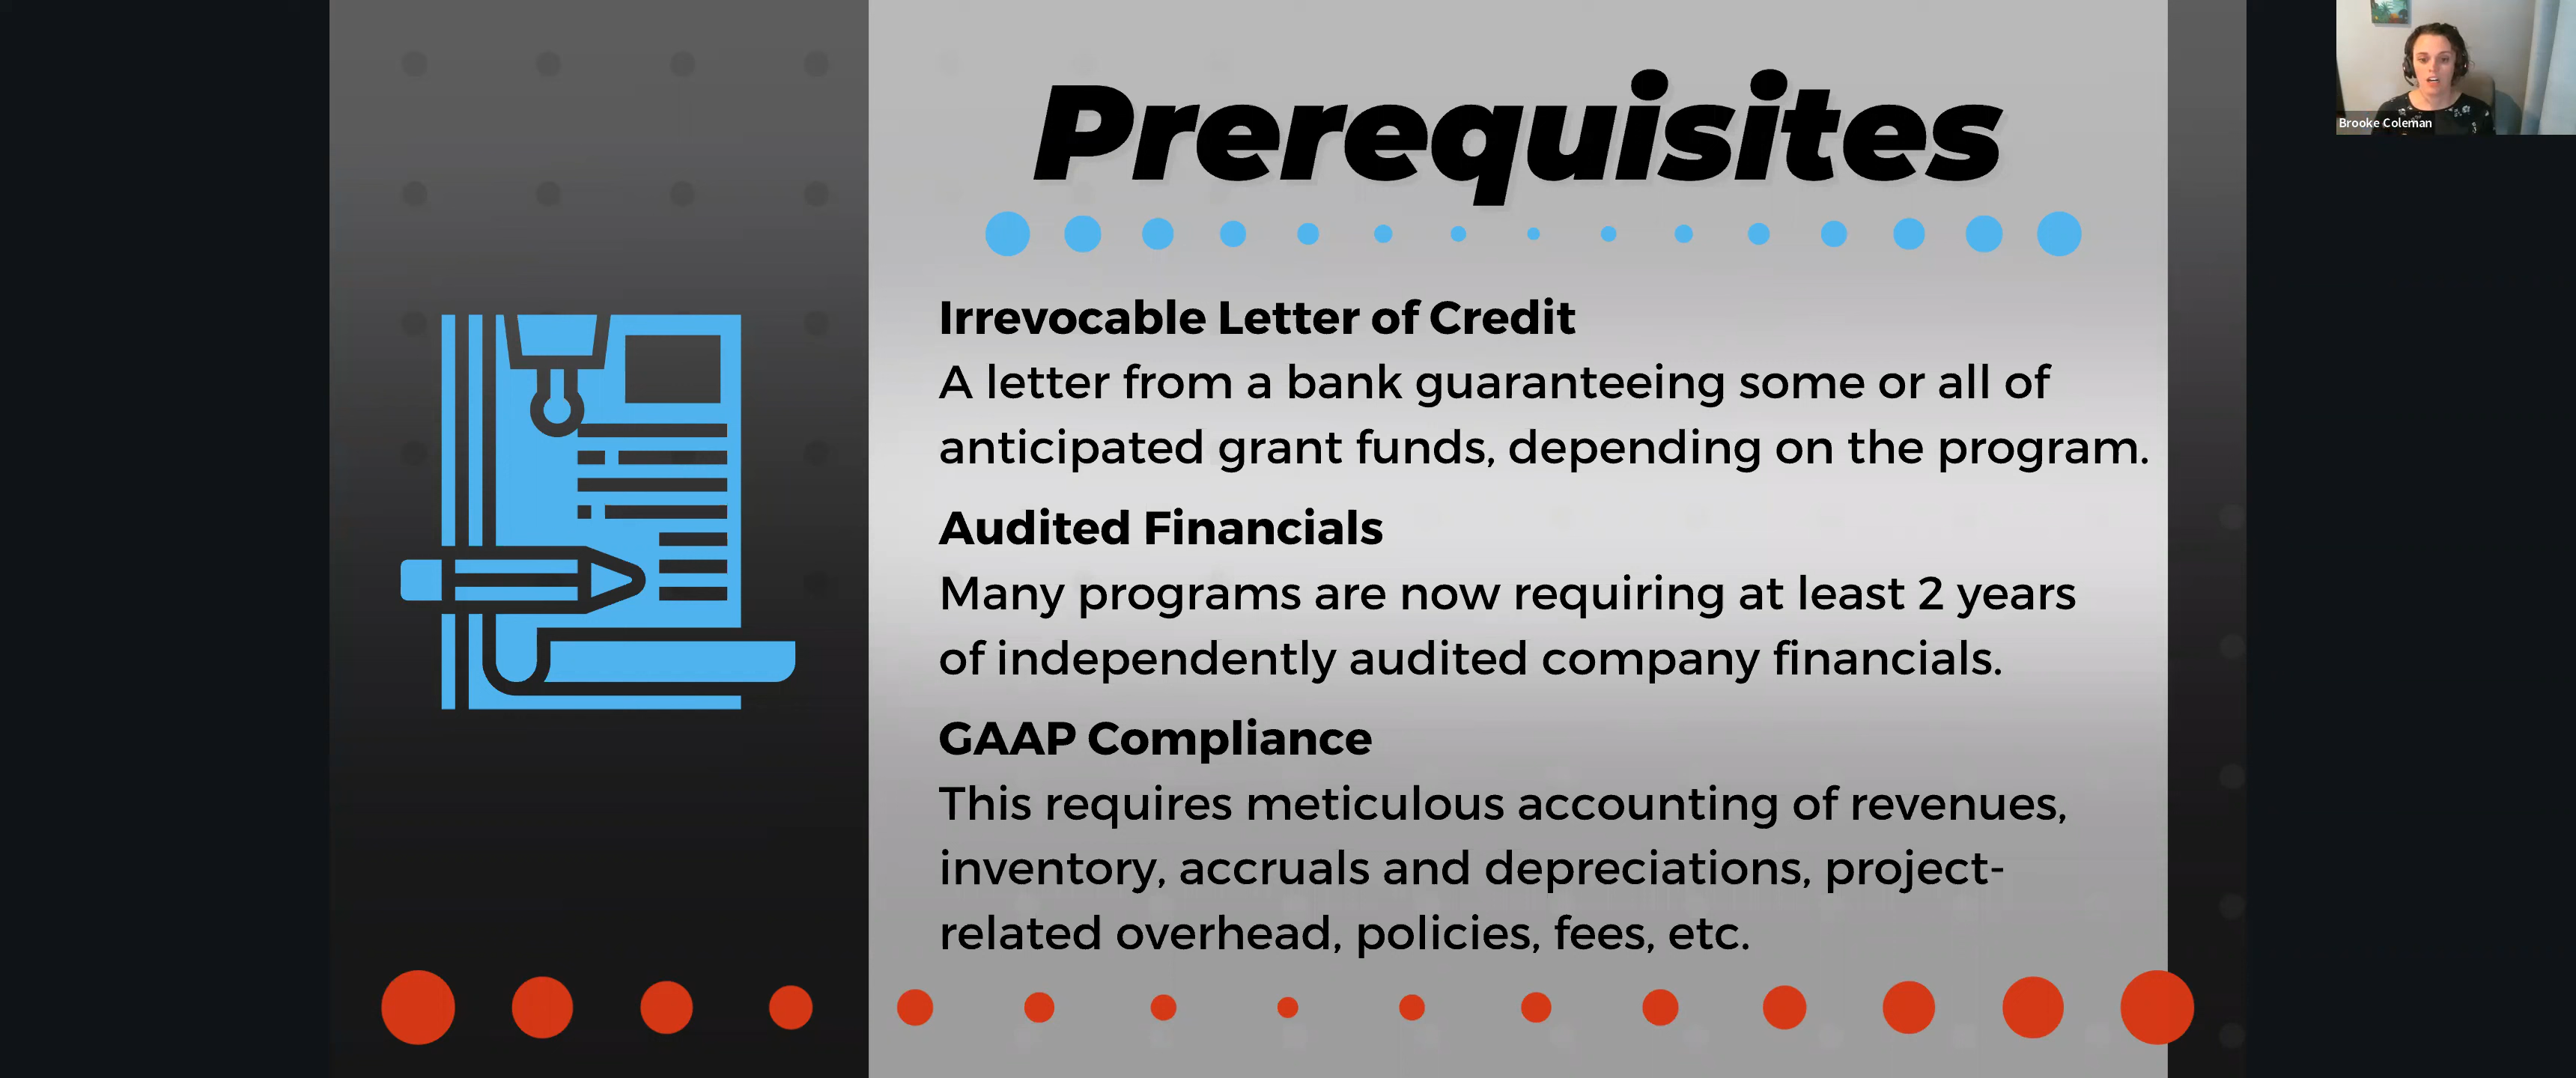 Prerequisites
Brooke Coleman
Irrevocable Letter of Credit
A letter from a bank guaranteeing some or all of
anticipated grant funds, depending on the program.
Audited Financials
Many programs are now requiring at least 2 years
of independently audited company financials.
GAAP Compliance
This requires meticulous accounting of revenues,
inventory, accruals and depreciations, project-
related overhead, policies, fees, etc.